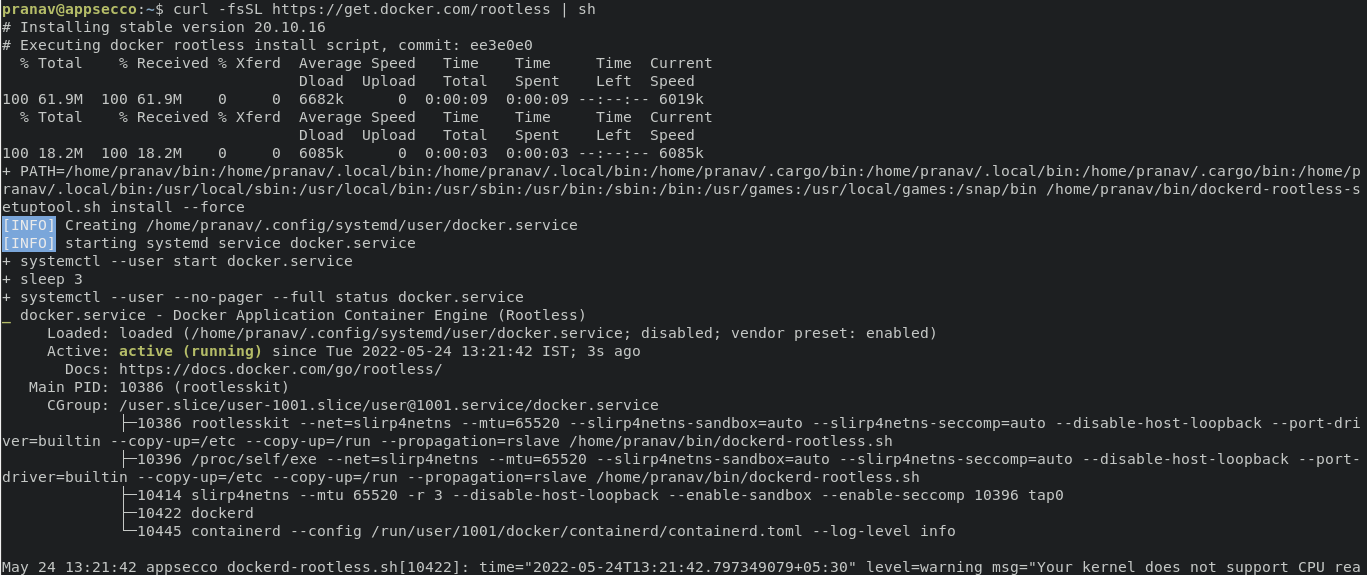 pranav@appsecco:~$ curl -fsSL https://get.docker.com/rootless | sh
# Installing stable version 20.10.16
# Executing docker rootless install script, commit: ee3e0e0
  % Total    % Received % Xferd  Average Speed   Time    Time     Time  Current
                                 Dload  Upload   Total   Spent    Left  Speed
100 61.9M  100 61.9M    0     0  6682k      0  0:00:09  0:00:09 --:--:-- 6019k
  % Total    % Received % Xferd  Average Speed   Time    Time     Time  Current
                                 Dload  Upload   Total   Spent    Left  Speed
100 18.2M  100 18.2M    0     0  6085k      0  0:00:03  0:00:03 --:--:-- 6085k
+ PATH=/home/pranav/bin:/home/pranav/.local/bin:/home/pranav/.local/bin:/home/pranav/.cargo/bin:/home/pranav/.local/bin:/home/pranav/.cargo/bin:/home/p
ranav/.local/bin:/usr/local/sbin:/usr/local/bin:/usr/sbin:/usr/bin:/sbin:/bin:/usr/games:/usr/local/games:/snap/bin /home/pranav/bin/dockerd-rootless-s
etuptool.sh install --force
[INFO] Creating /home/pranav/.config/systemd/user/docker.service
[INFO] starting systemd service docker.service
+ systemctl --user start docker.service
+ sleep 3
+ systemctl --user --no-pager --full status docker.service
_ docker.service - Docker Application Container Engine (Rootless)
     Loaded: loaded (/home/pranav/.config/systemd/user/docker.service; disabled; vendor preset: enabled)
     Active: active (running) since Tue 2022-05-24 13:21:42 IST; 3s ago
       Docs: https://docs.docker.com/go/rootless/
   Main PID: 10386 (rootlesskit)
     CGroup: /user.slice/user-1001.slice/user@1001.service/docker.service
             ├─10386 rootlesskit --net=slirp4netns --mtu=65520 --slirp4netns-sandbox=auto --slirp4netns-seccomp=auto --disable-host-loopback --port-dri
ver=builtin --copy-up=/etc --copy-up=/run --propagation=rslave /home/pranav/bin/dockerd-rootless.sh
             ├─10396 /proc/self/exe --net=slirp4netns --mtu=65520 --slirp4netns-sandbox=auto --slirp4netns-seccomp=auto --disable-host-loopback --port-
driver=builtin --copy-up=/etc --copy-up=/run --propagation=rslave /home/pranav/bin/dockerd-rootless.sh
             ├─10414 slirp4netns --mtu 65520 -r 3 --disable-host-loopback --enable-sandbox --enable-seccomp 10396 tap0
             ├─10422 dockerd
             └─10445 containerd --config /run/user/1001/docker/containerd/containerd.toml --log-level info
May 24 13:21:42 appsecco dockerd-rootless.sh[10422]: time="2022-05-24T13:21:42.797349079+05:30" level=warning msg="Your kernel does not support CPU rea